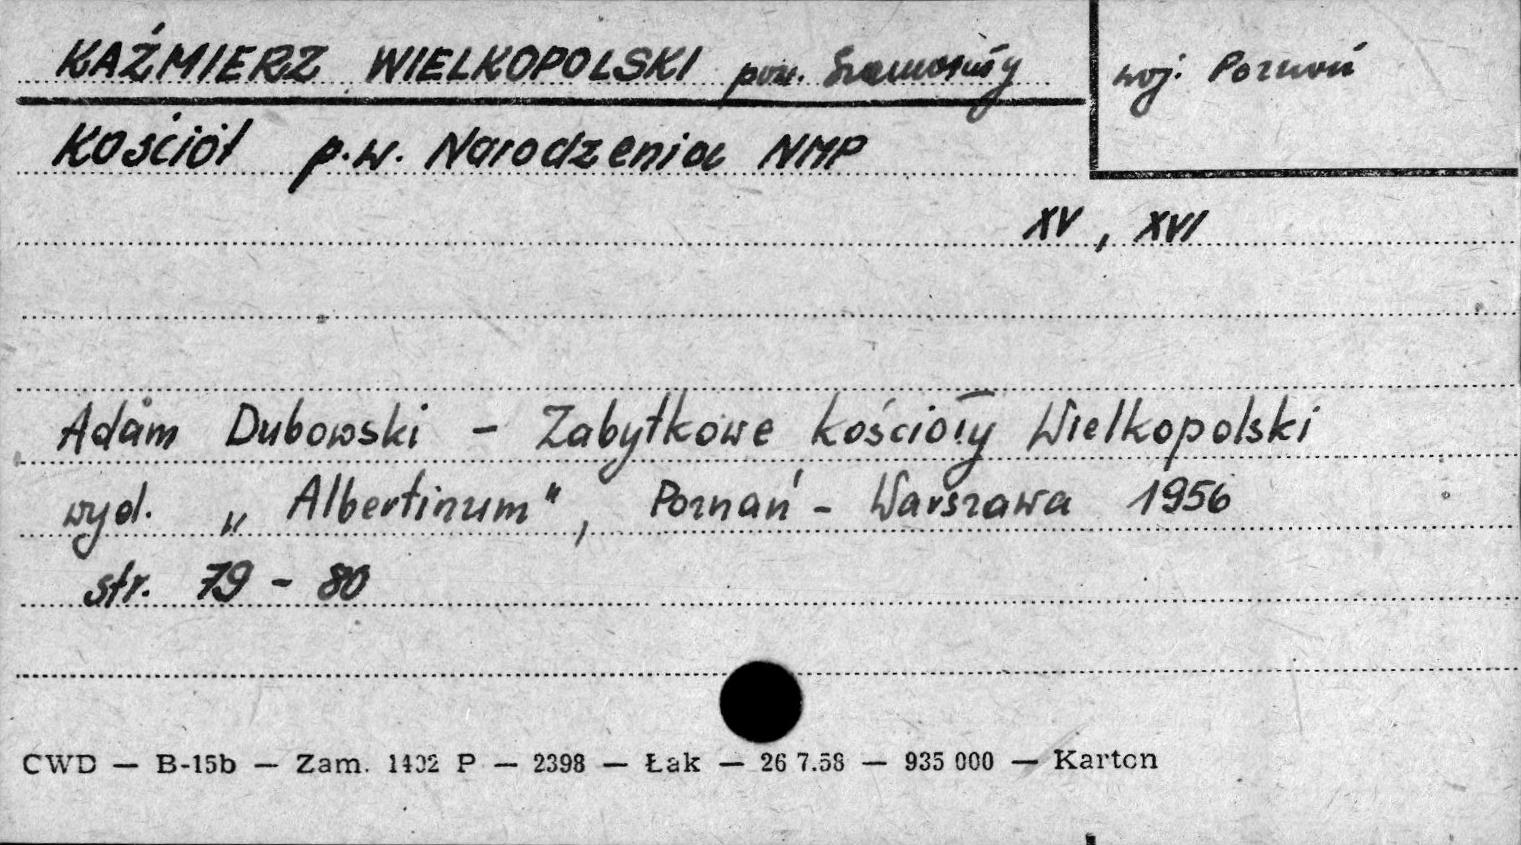 KAŹMIERZ WIELKOPOLSKI pow. Szamotuły
woj. Poznań
Kościół p.w. Narodzenia NMP
XV, XVI
Adam Dubowski - Zabytkowe kościoły Wielkopolski
wyd. „Albertinum", Poznań - Warszawa 1956
str. 79 - 80
CWD — B-15b — Zam. 1402 P — 2398 — Łak — 26 7.58 — 935 000 — Karton